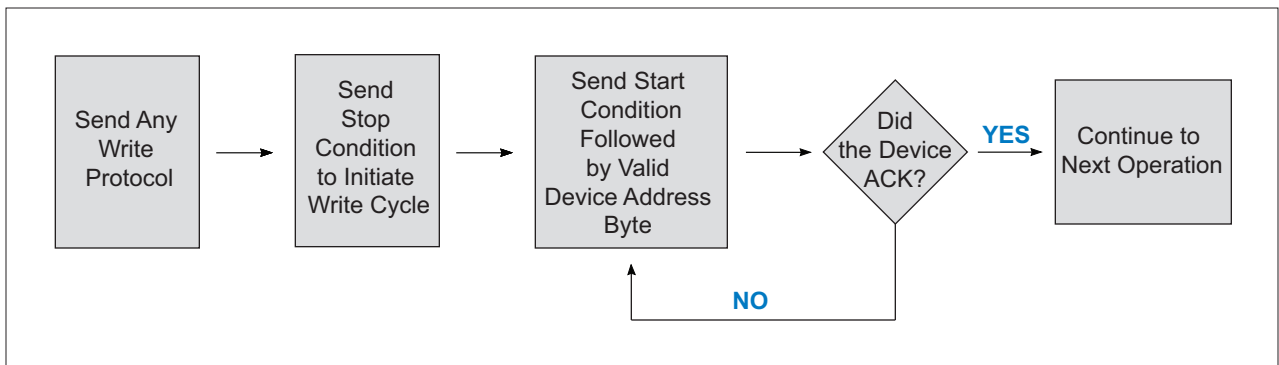 Send Any
Write
Protocol
Send
Stop
Condition
to Initiate
Write Cycle
Send Start
Condition
Followed
by Valid
Device Address
Byte
Did
the Device
ACK?
YES
Continue to
Next Operation
NO